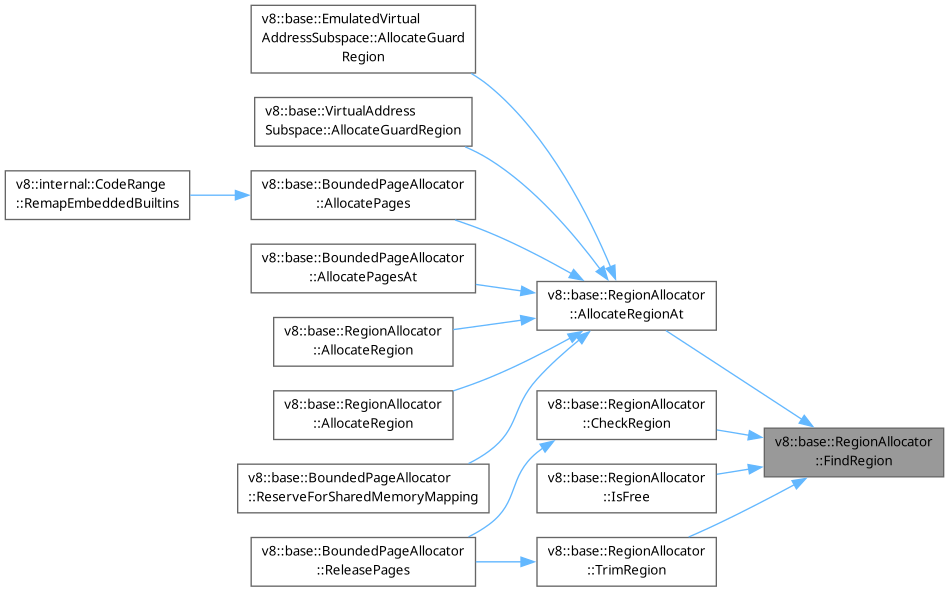 v8::base::EmulatedVirtual
AddressSubspace::AllocateGuard
Region
v8::base::VirtualAddress
Subspace::AllocateGuardRegion
v8::internal::CodeRange
::RemapEmbeddedBuiltins
v8::base::BoundedPageAllocator
::AllocatePages
v8::base::BoundedPageAllocator
::AllocatePagesAt
v8::base::RegionAllocator
::AllocateRegionAt
v8::base::RegionAllocator
::AllocateRegion
v8::base::RegionAllocator
::AllocateRegion
v8::base::RegionAllocator
::CheckRegion
v8::base::RegionAllocator
::FindRegion
v8::base::BoundedPageAllocator
::ReserveForSharedMemoryMapping
v8::base::RegionAllocator
::IsFree
v8::base::BoundedPageAllocator
::ReleasePages
v8::base::RegionAllocator
::TrimRegion